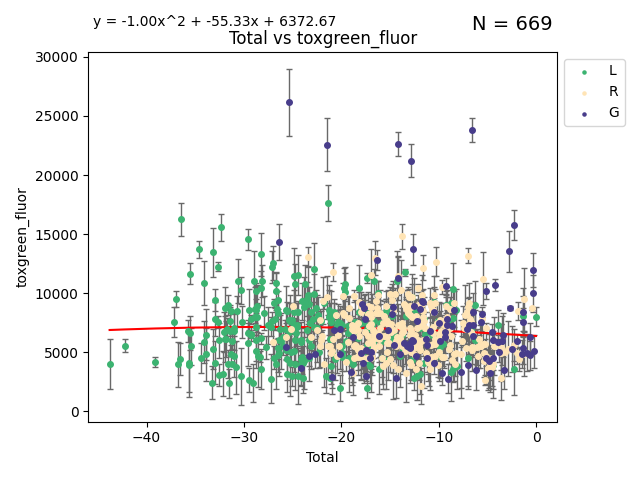 y = -1.00x^2 + -55.33x + 6372.67
N = 669
Total vs toxgreen_fluor
30000
25000
20000
15000
10000
5000
0
toxgreen_fluor
−40
−30
−20
−10
0
Total
L
R
G